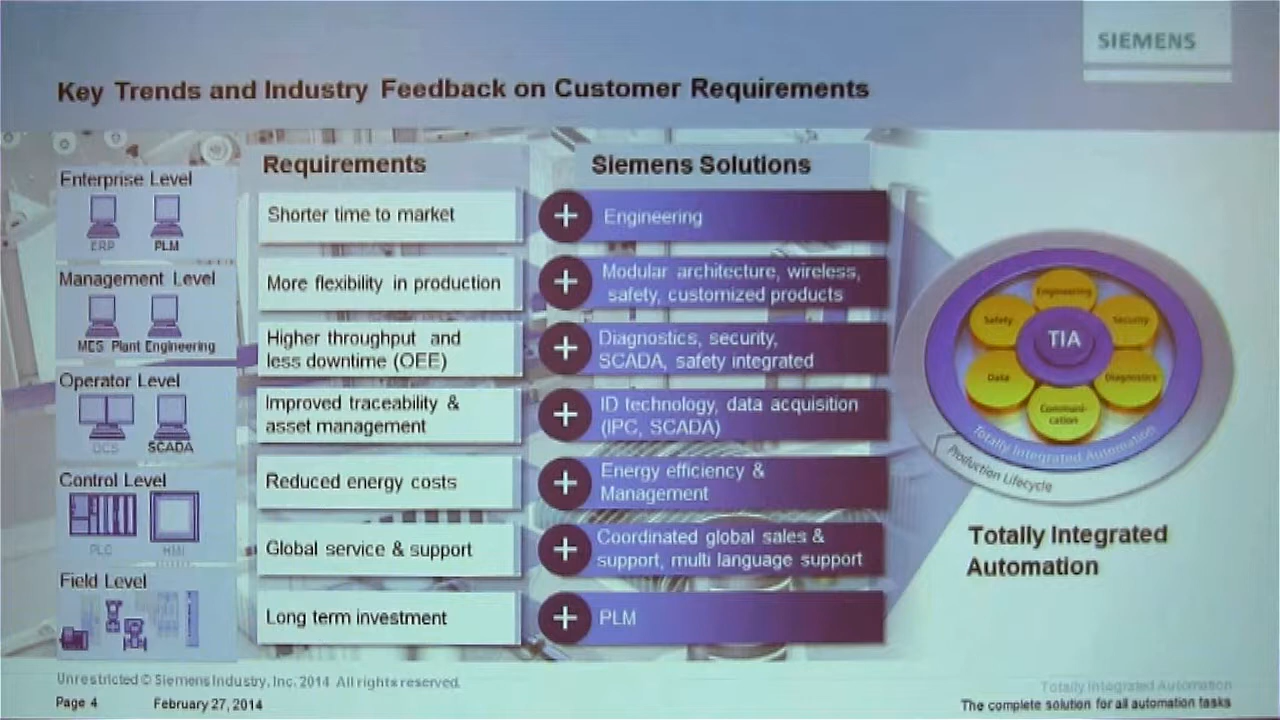 SIEMENS
Key Trends and Industry Feedback on Customer Requirements
Enterprise Level
ERP PLM
Management Level
MES Plant Engineering
Operator Level
DCS SCADA
Control Level
PLC HMI
Field Level
Requirements
Shorter time to market
More flexibility in production
Higher throughput and
less downtime (OEE)
Improved traceability &
asset management
Reduced energy costs
Global service & support
Long term investment
Siemens Solutions
Engineering
Modular architecture, wireless,
safety, customized products
Diagnostics, security,
SCADA, safety integrated
ID technology, data acquisition
(IPC, SCADA)
Energy efficiency &
Management
Coordinated global sales &
support, multi language support
PLM
Engineering
Safety
Security
TIA
Data
Diagnostics
Communi-
cation
Totally Integrated Automation
Production Lifecycle
Totally Integrated
Automation
Unrestricted © Siemens Industry, Inc. 2014 All rights reserved.
Page 4 February 27, 2014
Totally Integrated Automation
The complete solution for all automation tasks